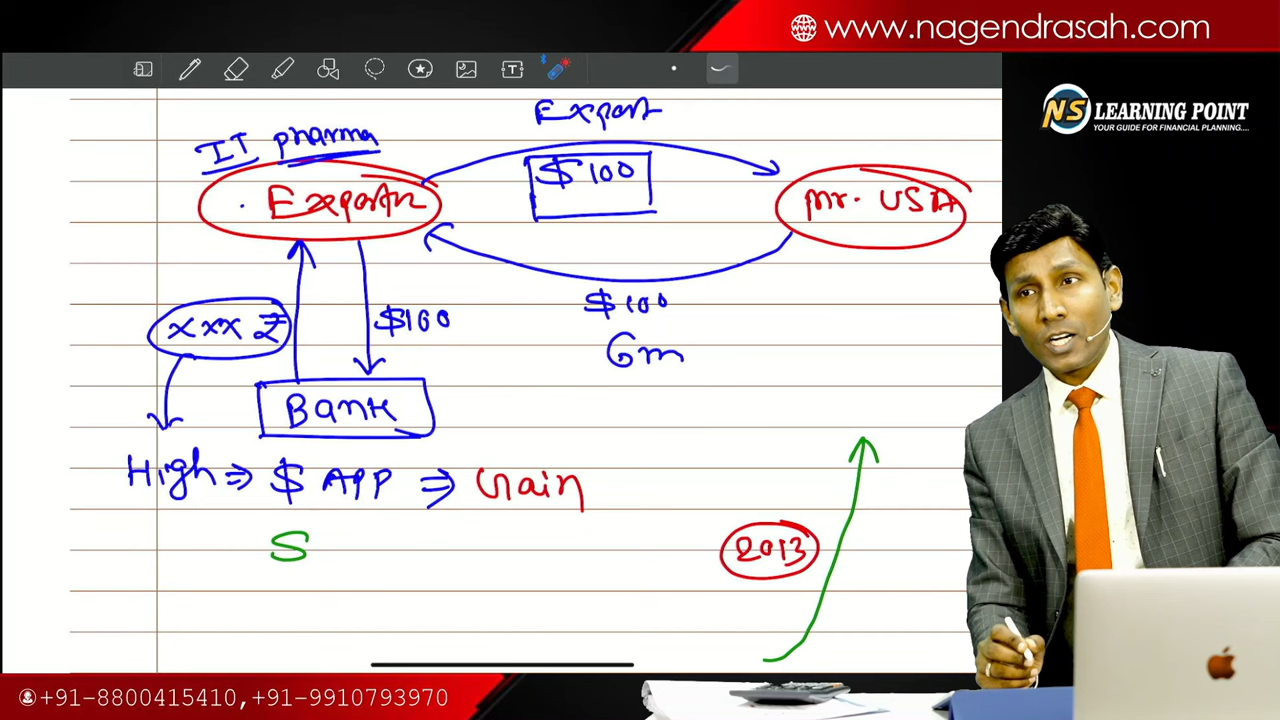 www.nagendrasah.com
NS LEARNING POINT
YOUR GUIDE FOR FINANCIAL PLANNING....
Export
IT pharma
$ 100
Exporter
Mr. USA
$100
6m
xxx ₹
$100
Bank
High ⇒ $ APP ⇒ Gain
S
2013
+91-8800415410,+91-9910793970